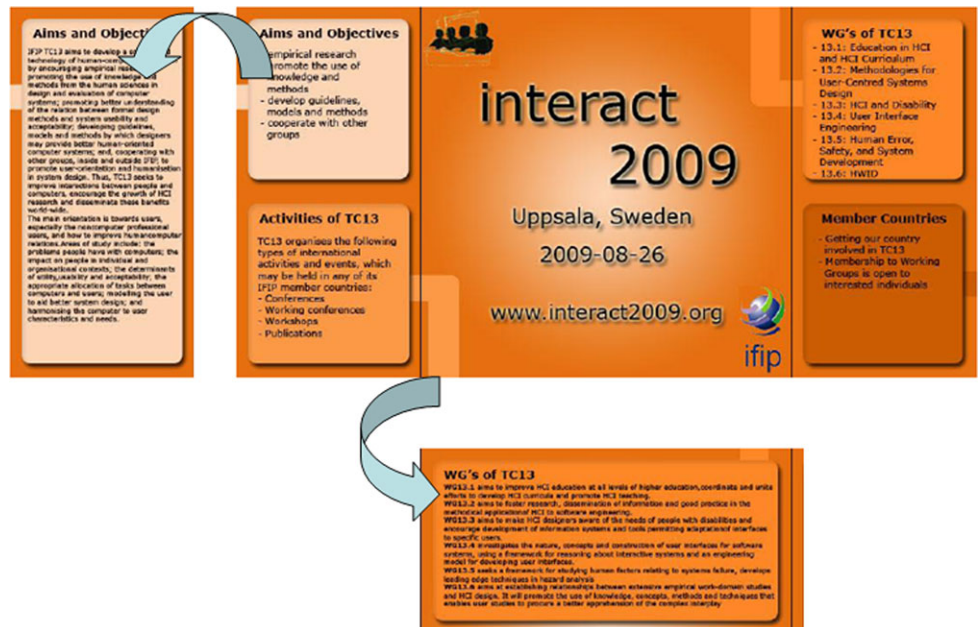 Aims and Objecti
IFIP TC13 aims to develop a
technology of human-comp
by encouraging empirical rese
promoting the use of knowledge and
methods from the human sciences in
design and evaluation of computer
systems; promoting better understanding
of the relation between formal design
methods and system usability and
acceptability; developing guidelines,
models and methods by which designers
may provide better human-oriented
computer systems; and, cooperating with
other groups, inside and outside IFIP, to
promote user-orientation and humanisation
in system design. Thus, TC13 seeks to
improve interactions between people and
computers, encourage the growth of HCI
research and disseminate these benefits
world-wide.
The main orientation is towards users,
especially the noncomputer professional
users, and how to improve humancomputer
relations.Areas of study include: the
problems people have with computers; the
impact on people in individual and
organisational contexts; the determinants
of utility,usability and acceptability; the
appropriate allocation of tasks between
computers and users; modelling the user
to aid better system design; and
harmonising the computer to user
characteristics and needs.
Aims and Objectives
empirical research
promote the use of
knowledge and
methods
- develop guidelines,
models and methods
- cooperate with other
groups
Activities of TC13
TC13 organises the following
types of international
activities and events, which
may be held in any of its
IFIP member countries:
- Conferences
- Working conferences
- Workshops
- Publications
interact
2009
Uppsala, Sweden
2009-08-26
www.interact2009.org
ifip
WG's of TC13
- 13.1: Education in HCI
and HCI Curriculum
- 13.2: Methodologies for
User-Centred Systems
Design
- 13.3: HCI and Disability
- 13.4: User Interface
Engineering
- 13.5: Human Error,
Safety, and System
Development
- 13.6: HWID
Member Countries
- Getting our country
involved in TC13
- Membership to Working
Groups is open to
interested individuals
WG's of TC13
WG13.1 aims to improve HCI education at all levels of higher education,coordinate and unite
efforts to develop HCI curricula and promote HCI teaching.
WG13.2 aims to foster research, dissemination of information and good practice in the
methodical applicationof HCI to software engineering.
WG13.3 aims to make HCI designers aware of the needs of people with disabilities and
encourage development of information systems and tools permitting adaptationof interfaces
to specific users.
WG13.4 investigates the nature, concepts and construction of user interfaces for software
systems, using a framework for reasoning about interactive systems and an engineering
model for developing user interfaces.
WG13.5 seeks a framework for studying human factors relating to systems failure, develops
leading edge techniques in hazard analysis
WG13.6 aims at establishing relationships between extensive empirical work-domain studies
and HCI design. It will promote the use of knowledge, concepts, methods and techniques that
enables user studies to procure a better apprehension of the complex interplay